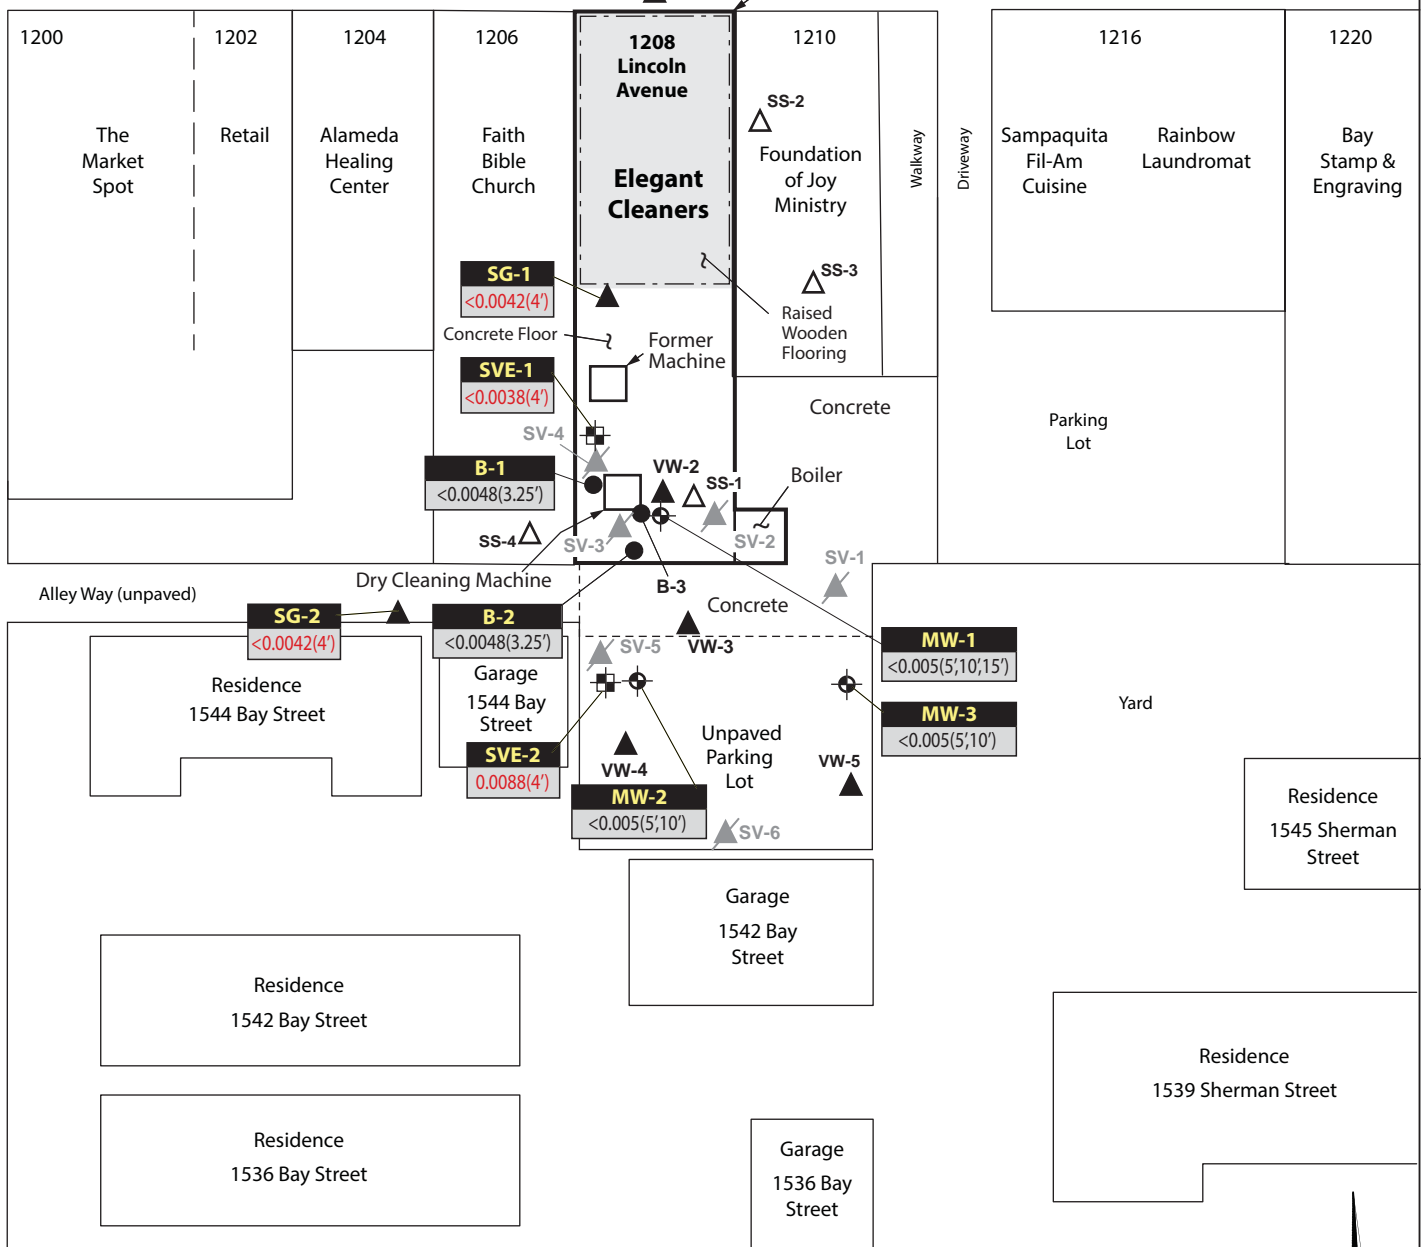 1200
1202
1204
1206
1208
Lincoln
Avenue
1210
1216
1220
The
Market
Spot
Retail
Alameda
Healing
Center
Faith
Bible
Church
Elegant
Cleaners
SS-2
Foundation
of Joy
Ministry
Walkway
Driveway
Sampaquita
Fil-Am
Cuisine
Rainbow
Laundromat
Bay
Stamp &
Engraving
SG-1
<0.0042(4')
SS-3
Concrete Floor
Former
Machine
Raised
Wooden
Flooring
SVE-1
<0.0038(4')
Concrete
Parking
Lot
SV-4
B-1
<0.0048(3.25')
VW-2
SS-1
Boiler
SS-4
SV-3
SV-2
SV-1
Dry Cleaning Machine
B-3
Alley Way (unpaved)
SG-2
<0.0042(4')
B-2
<0.0048(3.25')
Concrete
VW-3
MW-1
<0.005(5',10',15')
SV-5
Residence
1544 Bay Street
Garage
1544 Bay
Street
MW-3
<0.005(5',10')
Yard
SVE-2
0.0088(4')
VW-4
Unpaved
Parking
Lot
VW-5
MW-2
<0.005(5',10')
SV-6
Residence
1545 Sherman
Street
Garage
1542 Bay
Street
Residence
1542 Bay Street
Residence
1539 Sherman Street
Residence
1536 Bay Street
Garage
1536 Bay
Street